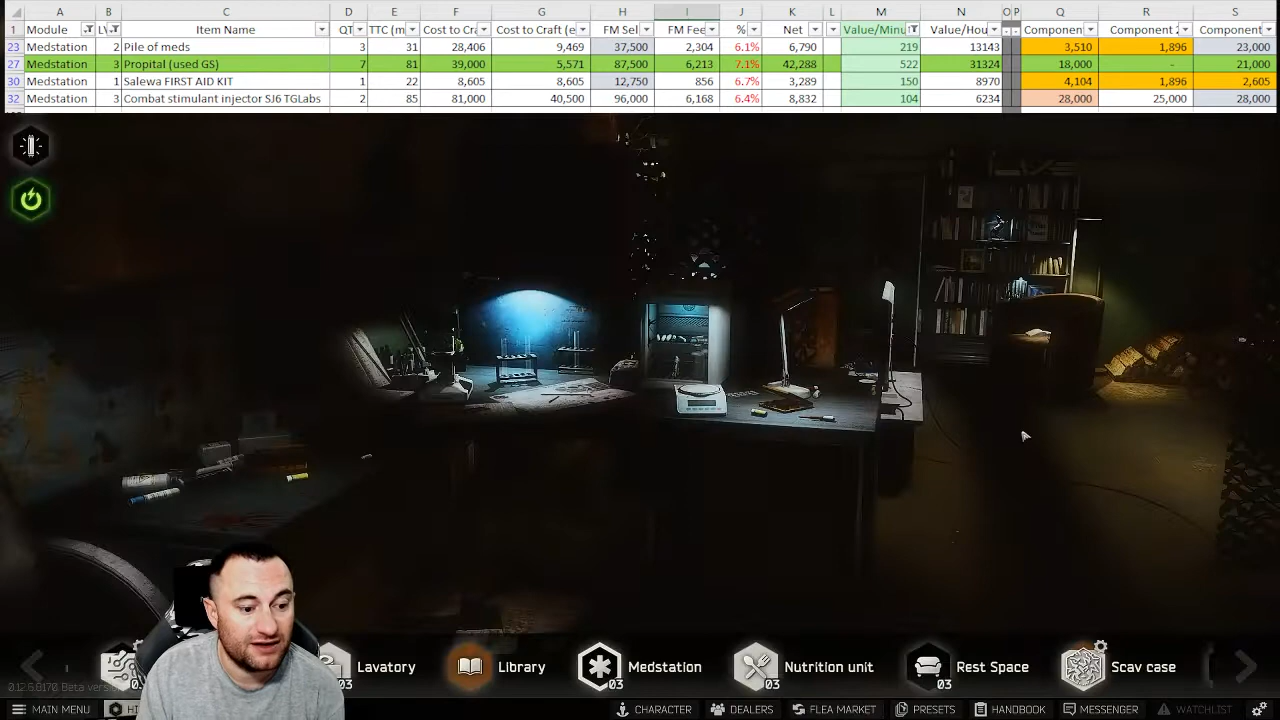 A B C D E F G H I J K L M N O P Q R S
1 Module LV Item Name QT TTC (m Cost to Cra Cost to Craft (e FM Sel FM Fee % Net Value/Minu Value/Hou Componen Component Component
23 Medstation 2 Pile of meds 3 31 28,406 9,469 37,500 2,304 6.1% 6,790 219 13143 3,510 1,896 23,000
27 Medstation 3 Propital (used GS) 7 81 39,000 5,571 87,500 6,213 7.1% 42,288 522 31324 18,000 - 21,000
30 Medstation 1 Salewa FIRST AID KIT 1 22 8,605 8,605 12,750 856 6.7% 3,289 150 8970 4,104 1,896 2,605
32 Medstation 3 Combat stimulant injector SJ6 TGLabs 2 85 81,000 40,500 96,000 6,168 6.4% 8,832 104 6234 28,000 25,000 28,000
Lavatory Library Medstation Nutrition unit Rest Space Scav case
03 03 03 03
0.12.6.8170 Beta version
MAIN MENU HI CHARACTER DEALERS FLEA MARKET PRESETS HANDBOOK MESSENGER WATCHLIST